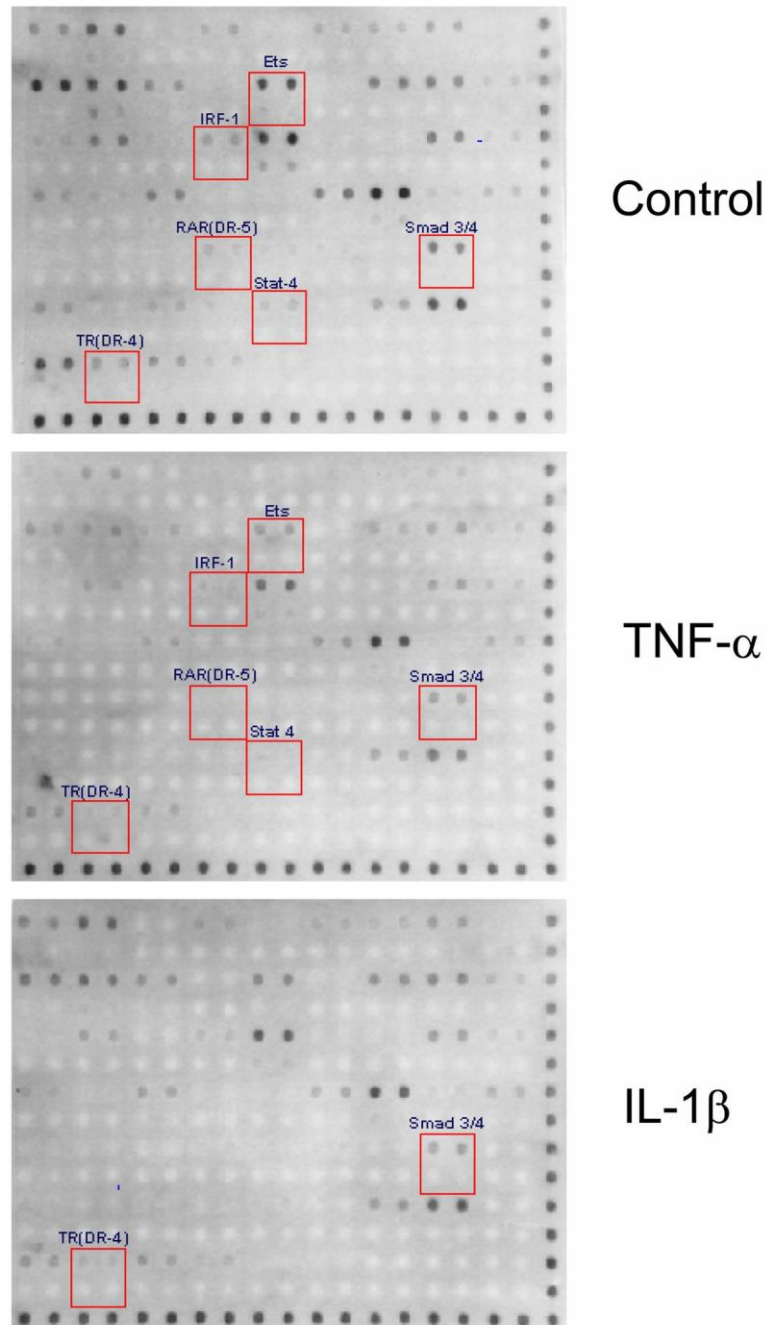 Ets
IRF-1
RAR(DR-5)
Smad 3/4
Stat-4
TR(DR-4)
Control
Ets
IRF-1
RAR(DR-5)
Smad 3/4
Stat 4
TR(DR-4)
TNF-α
Smad 3/4
TR(DR-4)
IL-1β